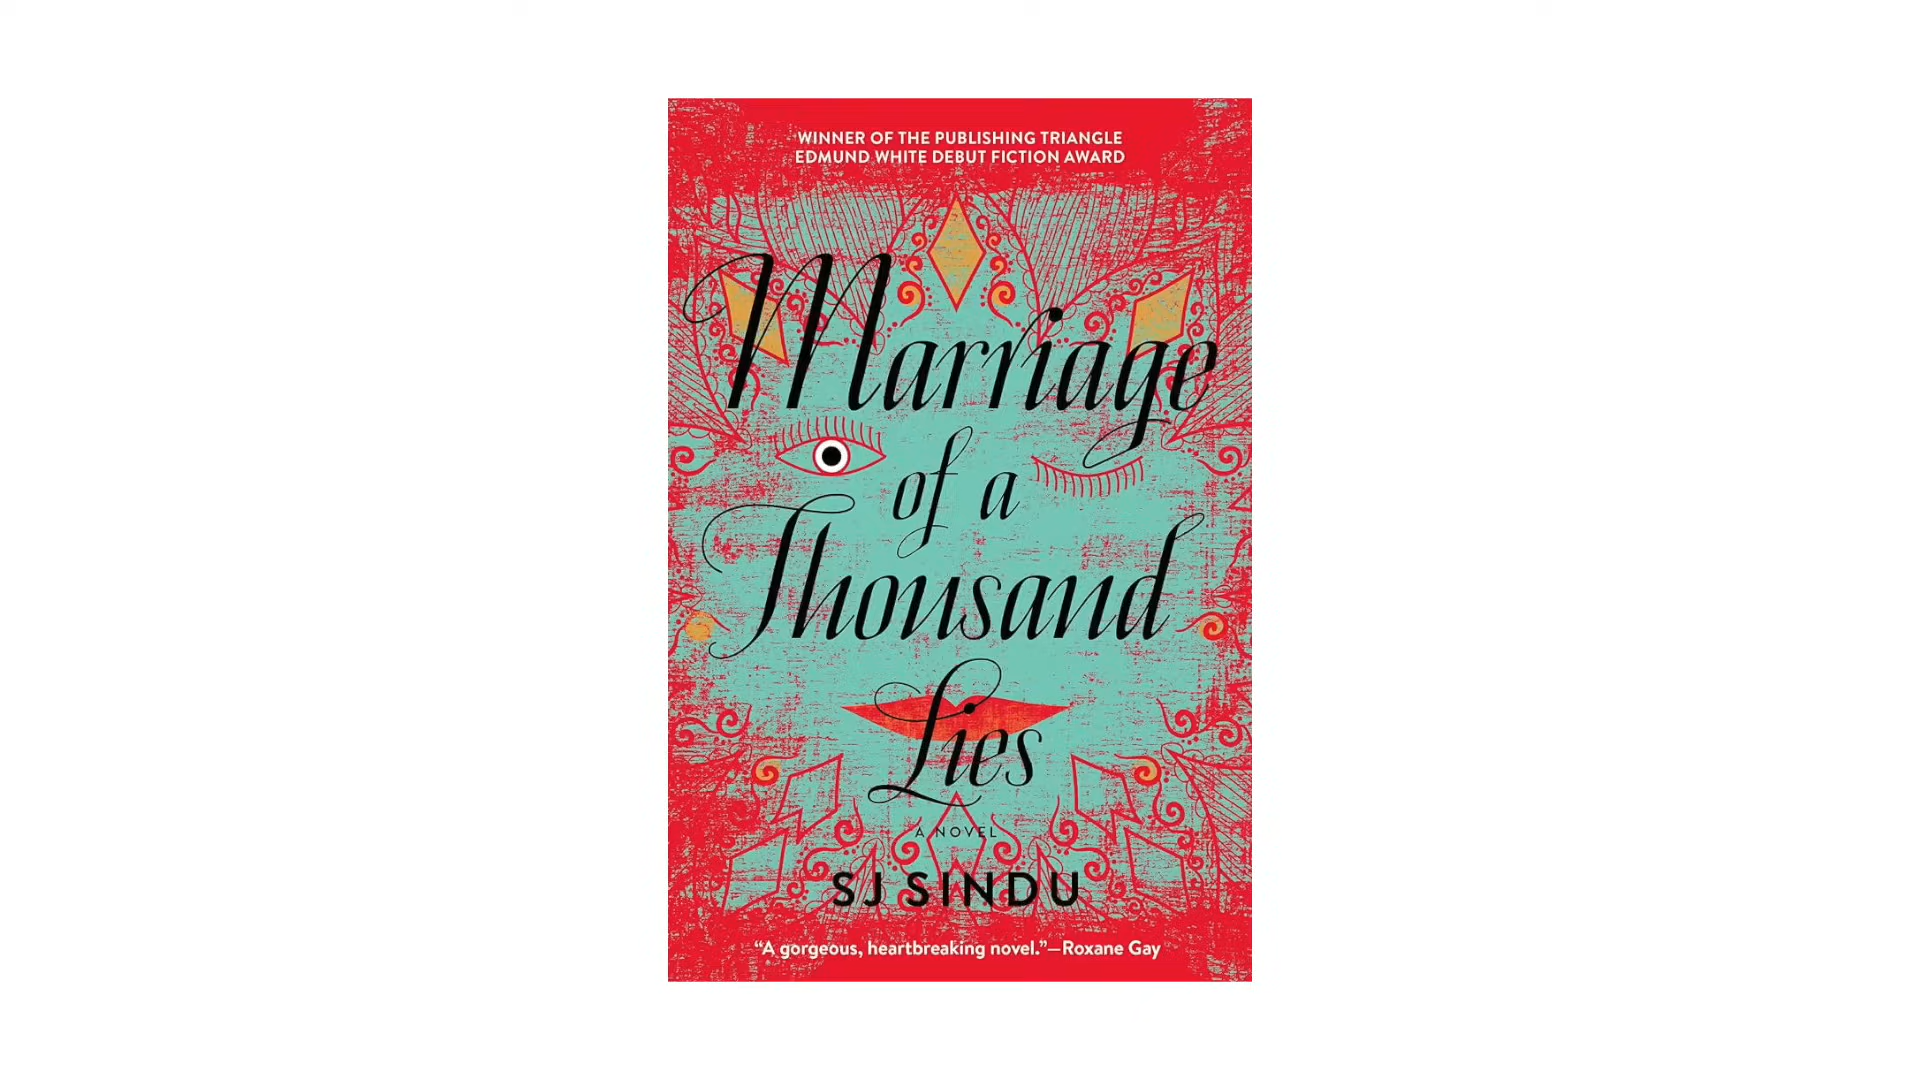 WINNER OF THE PUBLISHING TRIANGLE
EDMUND WHITE DEBUT FICTION AWARD
Marriage
of a
Thousand
Lies
A NOVEL
SJ SINDU
“A gorgeous, heartbreaking novel.”—Roxane Gay